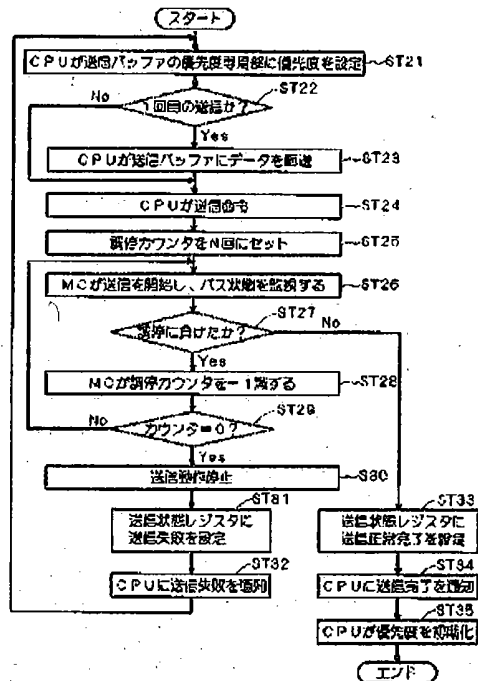 スタート
CPUが送信バッファの優先度専用部に優先度を設定
ST21
1回目の送信か?
ST22
No
Yes
CPUが送信バッファにデータを転送
ST23
CPUが送信命令
ST24
調停カウンタをN回にセット
ST25
MCが送信を開始し、バス状態を監視する
ST26
調停に負けたか?
ST27
No
Yes
MCが調停カウンタを-1減する
ST28
カウンタ=0?
ST29
No
Yes
送信動作停止
S30
送信状態レジスタに
送信失敗を設定
ST31
CPUに送信失敗を通知
ST32
送信状態レジスタに
送信正常完了を設定
ST33
CPUに送信完了を通知
ST34
CPUが優先度を初期化
ST35
エンド